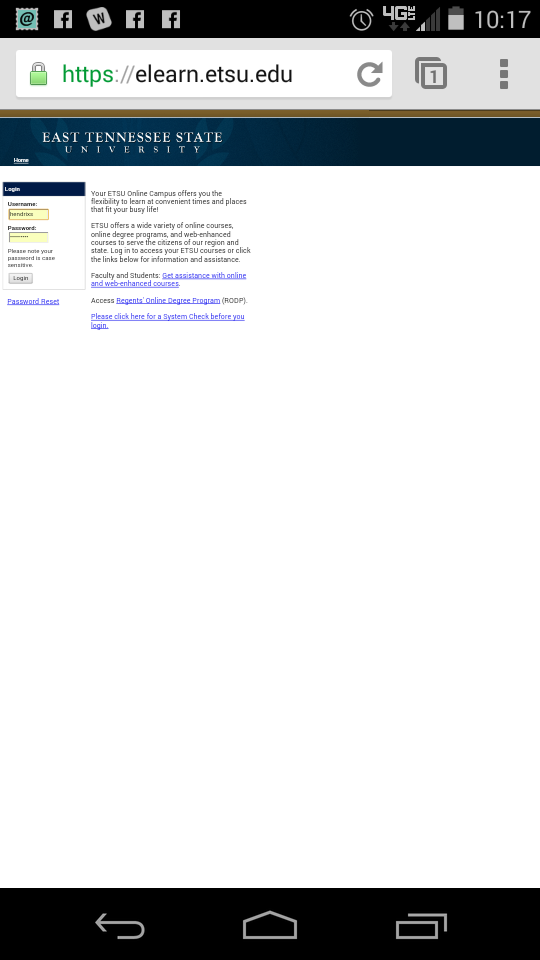 @ W 4G LTE 10:17
https://elearn.etsu.edu 1
EAST TENNESSEE STATE
UNIVERSITY
Home
Login
Username:
hendrixs
Password:
Please note your
password is case
sensitive.
Login
Password Reset
Your ETSU Online Campus offers you the
flexibility to learn at convenient times and places
that fit your busy life!
ETSU offers a wide variety of online courses,
online degree programs, and web-enhanced
courses to serve the citizens of our region and
state. Log in to access your ETSU courses or click
the links below for information and assistance.
Faculty and Students: Get assistance with online
and web-enhanced courses.
Access Regents' Online Degree Program (RODP).
Please click here for a System Check before you
login.